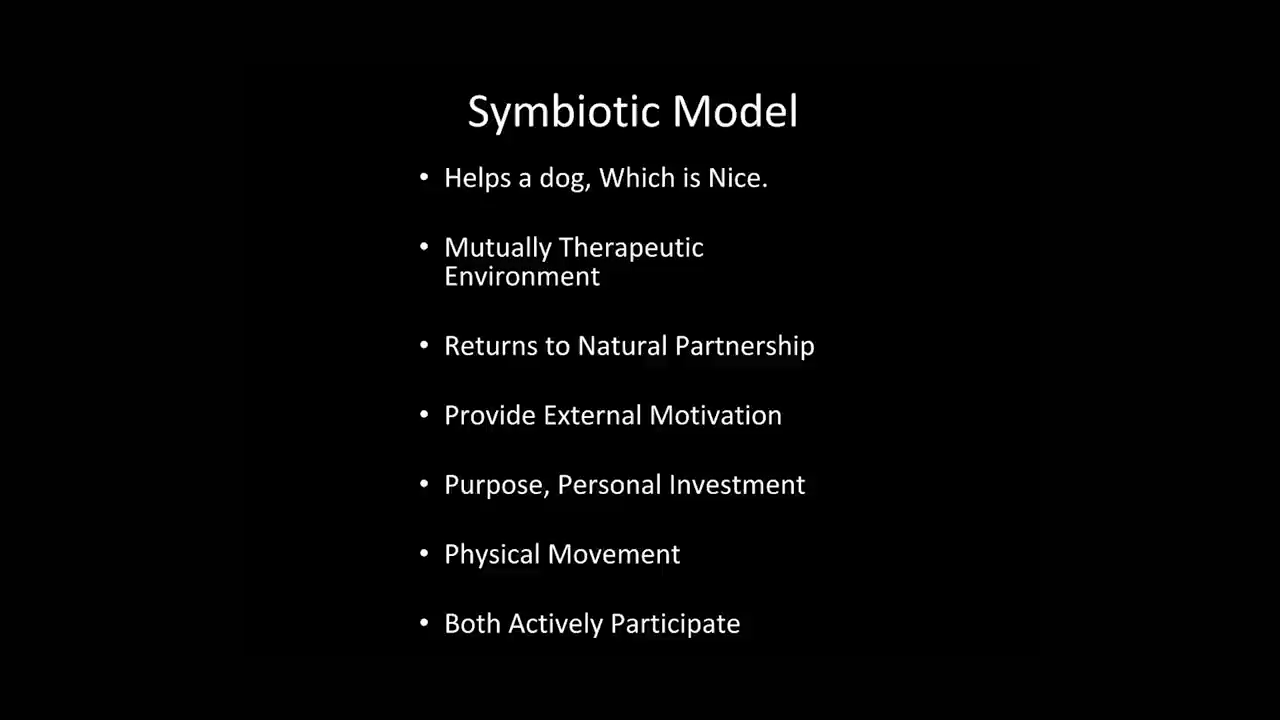 Symbiotic Model
• Helps a dog, Which is Nice.
• Mutually Therapeutic
Environment
• Returns to Natural Partnership
• Provide External Motivation
• Purpose, Personal Investment
• Physical Movement
• Both Actively Participate